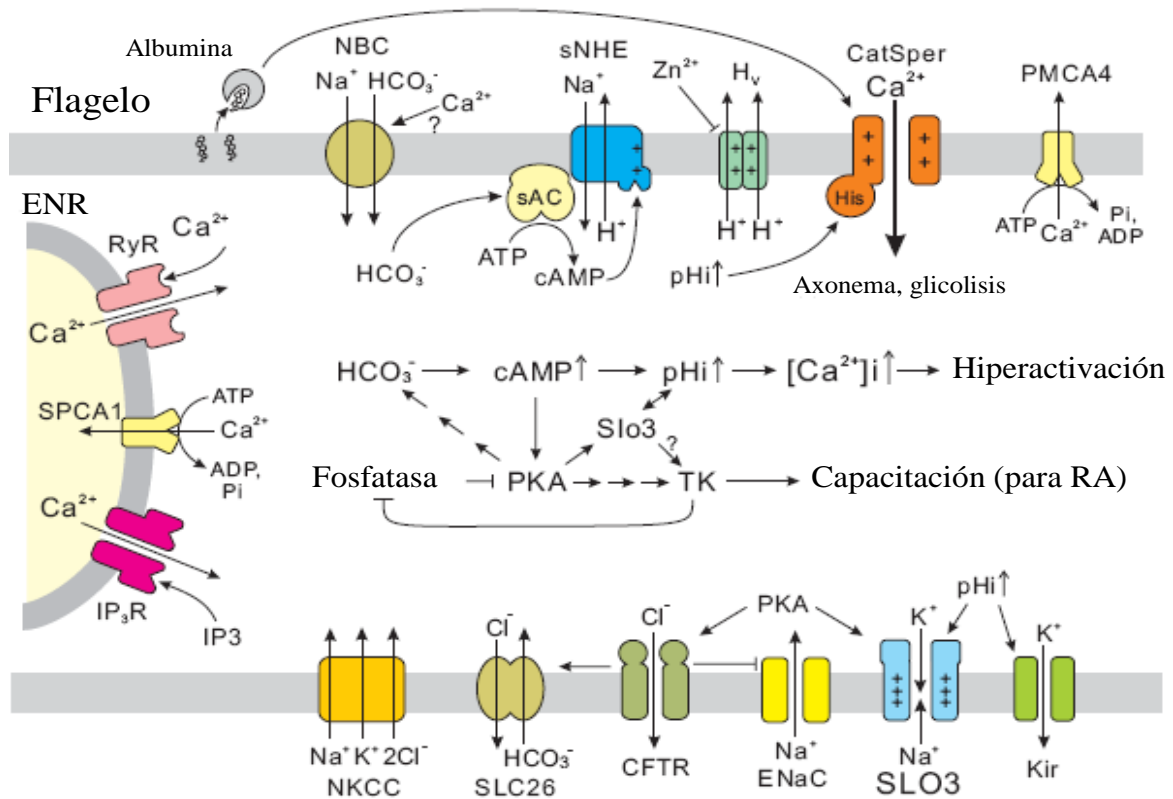 Albumina
NBC
Na⁺ HCO₃⁻
Ca²⁺
?
sNHE
Na⁺
H⁺
sAC
ATP
cAMP
HCO₃⁻
Zn²⁺
Hᵥ
H⁺ H⁺
CatSper
Ca²⁺
His
pHi↑
Axonema, glicolisis
PMCA4
ATP
Ca²⁺
Pi,
ADP
Flagelo
ENR
RyR
Ca²⁺
Ca²⁺
SPCA1
ATP
Ca²⁺
ADP,
Pi
Ca²⁺
IP₃R
IP3
HCO₃⁻ cAMP↑ pHi↑ [Ca²⁺]i↑ Hiperactivación
Slo3
?
Fosfatasa PKA TK Capacitación (para RA)
Na⁺ K⁺ 2Cl⁻
NKCC
Cl⁻
HCO₃⁻
SLC26
Cl⁻
CFTR
PKA
Na⁺
ENaC
K⁺
Na⁺
SLO3
pHi↑
K⁺
Kir